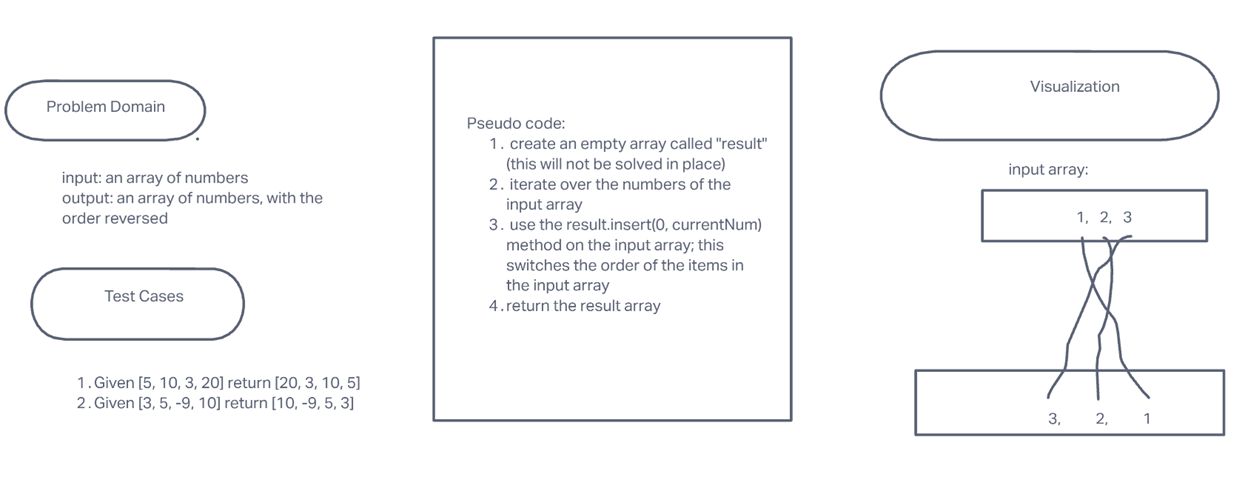 Problem Domain
input: an array of numbers
output: an array of numbers, with the
order reversed
Test Cases
1. Given [5, 10, 3, 20] return [20, 3, 10, 5]
2. Given [3, 5, -9, 10] return [10, -9, 5, 3]
Pseudo code:
1. create an empty array called "result"
(this will not be solved in place)
2. iterate over the numbers of the
input array
3. use the result.insert(0, currentNum)
method on the input array; this
switches the order of the items in
the input array
4. return the result array
Visualization
input array:
1, 2, 3
3, 2, 1